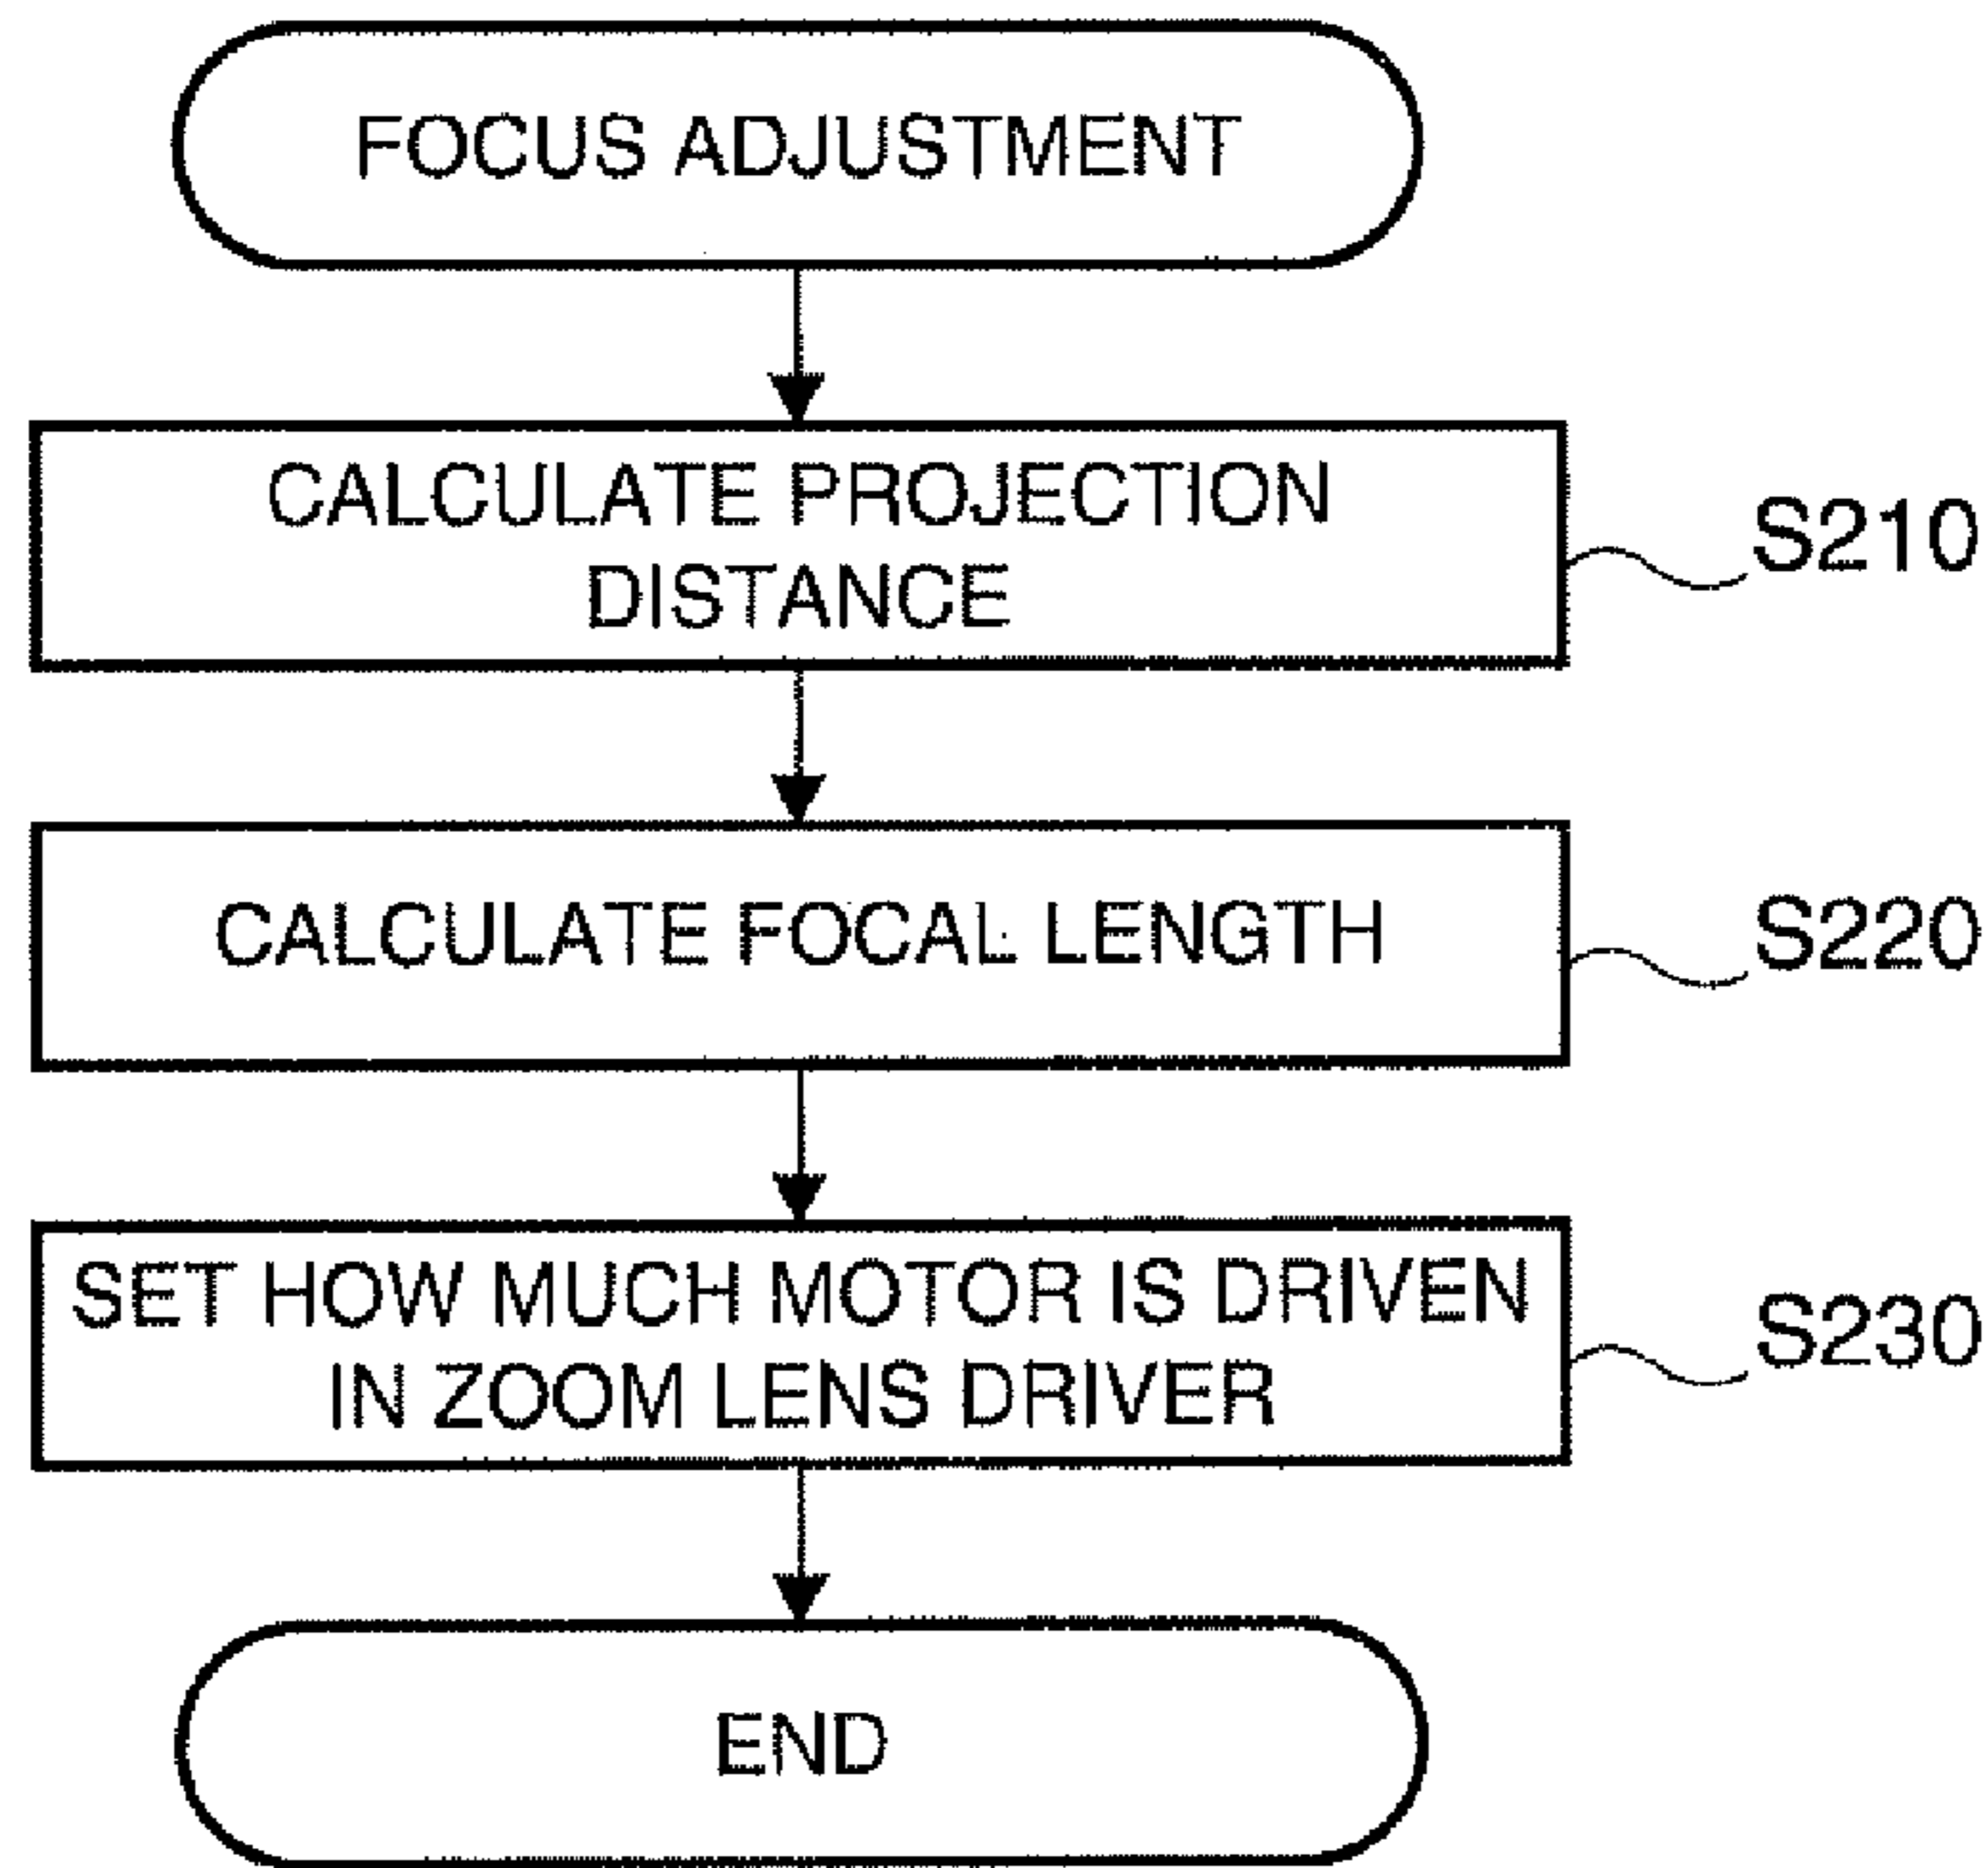 FOCUS ADJUSTMENT
CALCULATE PROJECTION
DISTANCE
S210
CALCULATE FOCAL LENGTH
S220
SET HOW MUCH MOTOR IS DRIVEN
IN ZOOM LENS DRIVER
S230
END